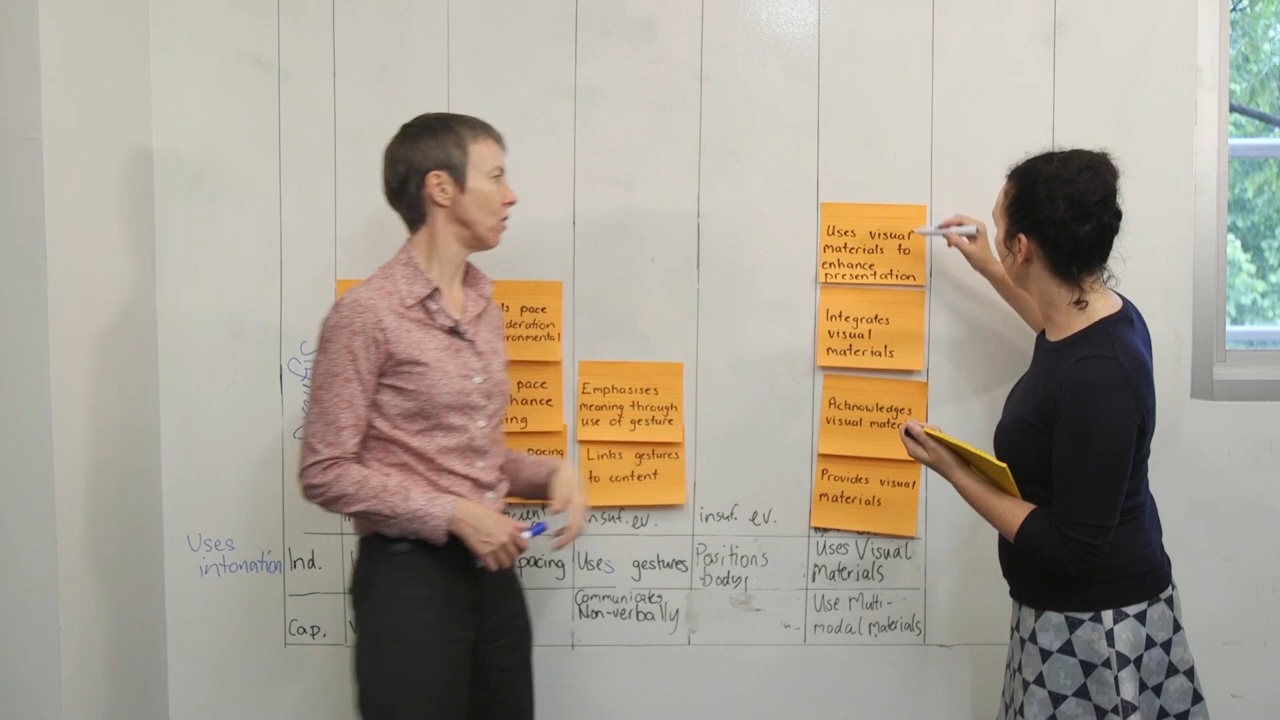 Uses visual
materials to
enhance
presentation
Integrates
visual
materials
Acknowledges
visual
Provides visual
materials
pace
pace
pacing
Emphasises
meaning through
use of gesture
Links gestures
to content
insuf. ev.
insuf. ev.
Uses
intonation
Ind.
pacing
Uses gestures
Positions
body
Uses Visual
Materials
Cap.
Communicates
Non-verbally
Use Multi-
modal Materials